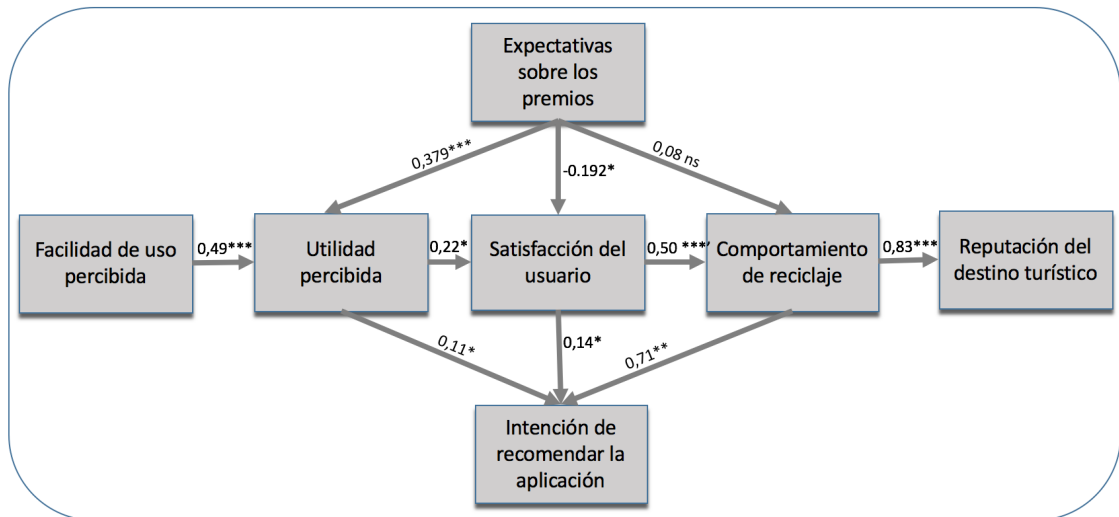 Expectativas
sobre los
premios
0,379***
-0.192*
0,08 ns
Facilidad de uso
percibida
0,49***
Utilidad
percibida
0,22*
Satisfacción del
usuario
0,50 ***’
Comportamiento
de reciclaje
0,83***
Reputación del
destino turístico
0,11*
0,14*
0,71**
Intención de
recomendar la
aplicación